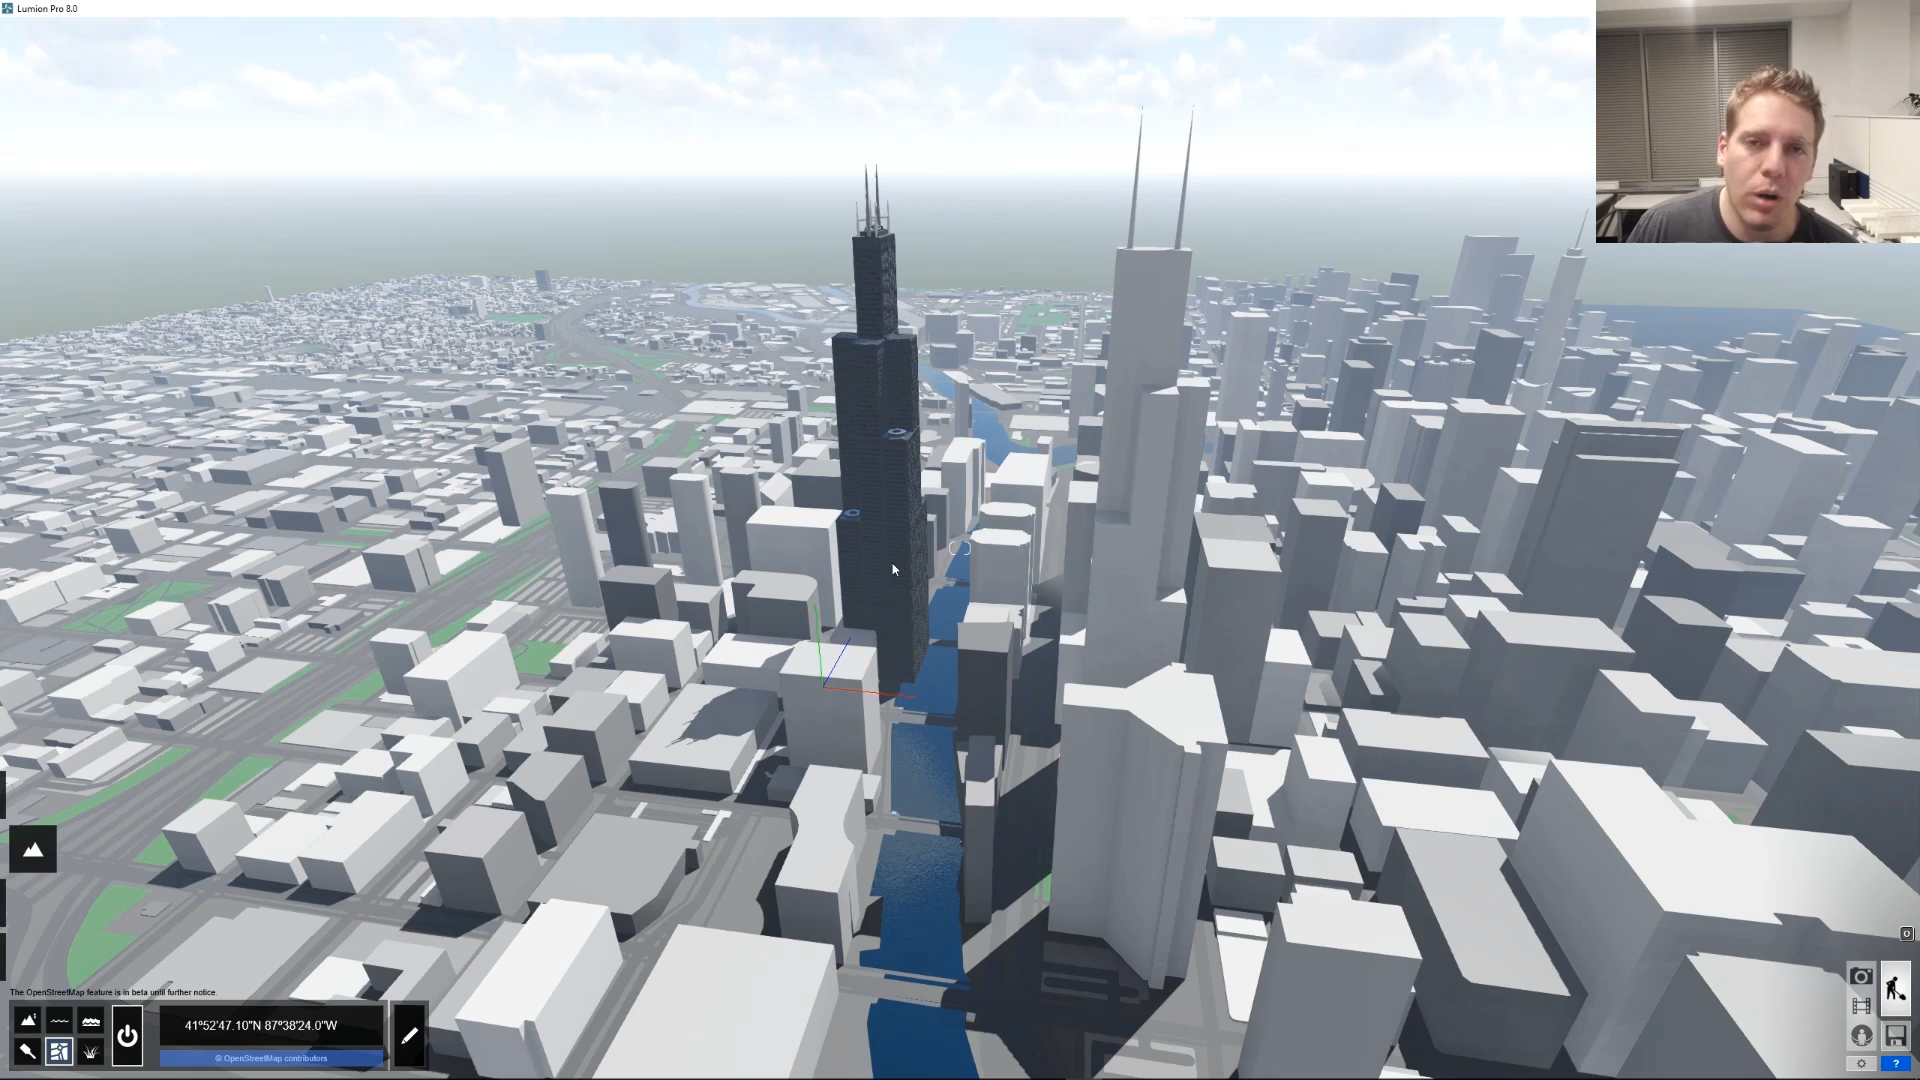 Lumion Pro 8.0
O
The OpenStreetMap feature is in beta until further notice.
41°52'47.10"N 87°38'24.0"W
© OpenStreetMap contributors
?